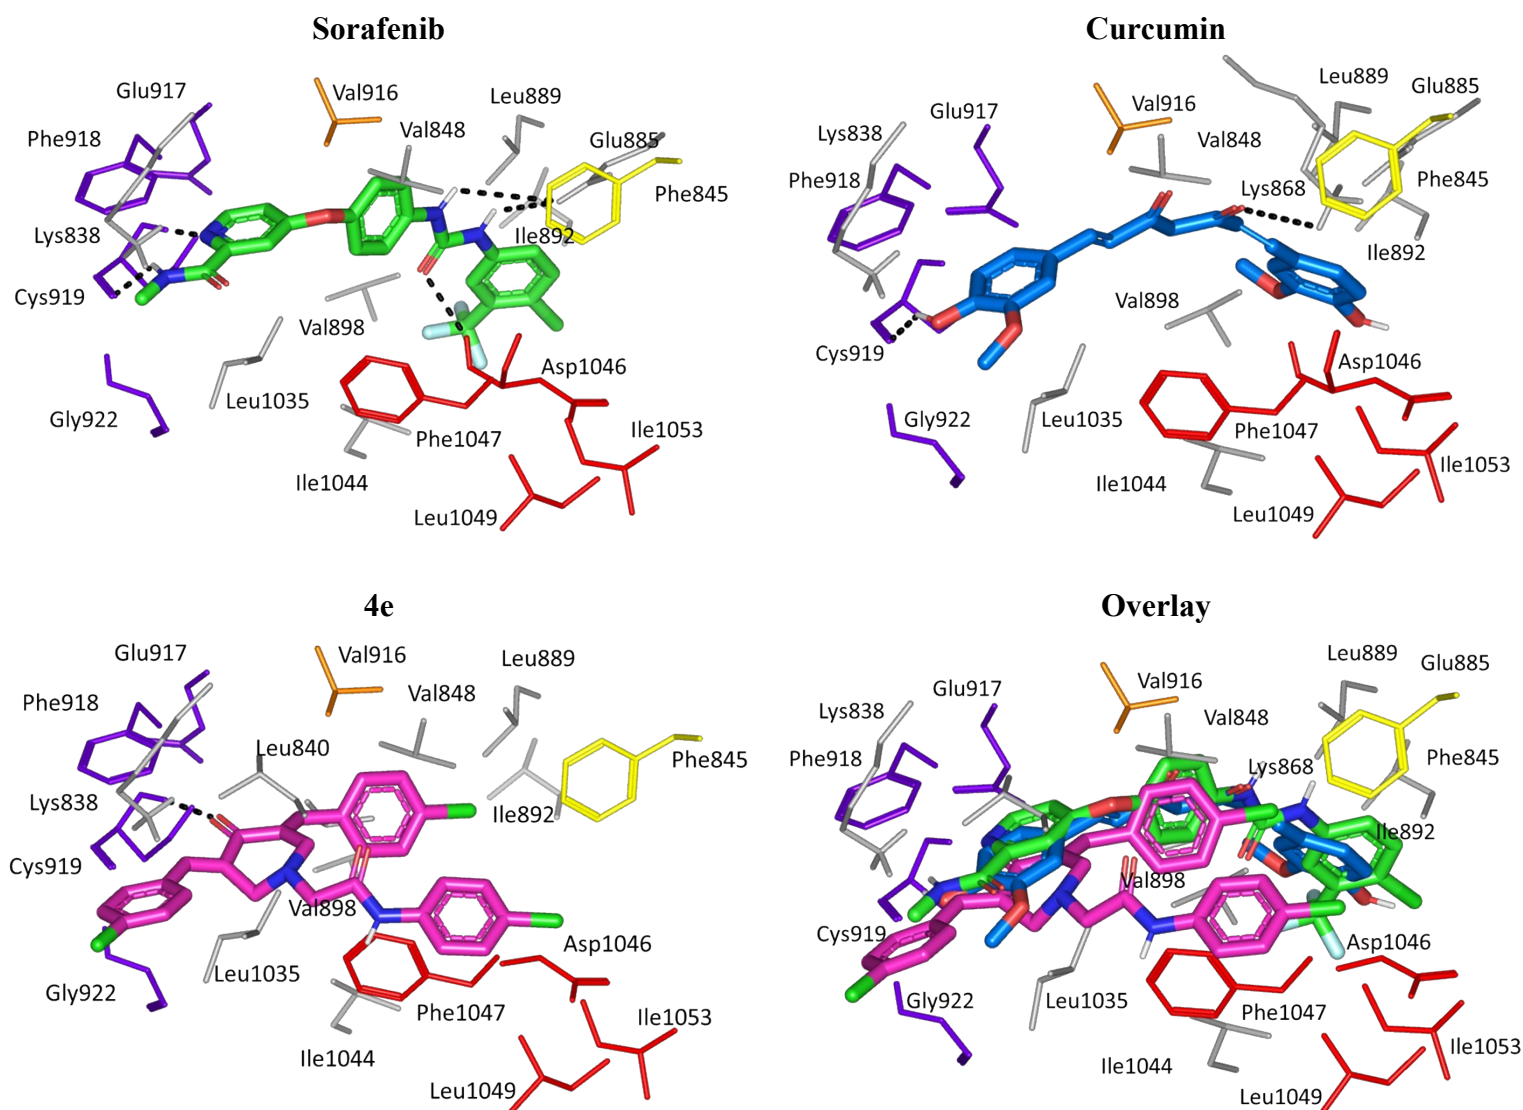 Sorafenib
Glu917
Val916
Leu889
Phe918
Val848
Glu885
Phe845
Lys838
Ile892
Cys919
Val898
Asp1046
Leu1035
Gly922
Phe1047
Ile1053
Ile1044
Leu1049
Curcumin
Leu889
Glu885
Glu917
Val916
Lys838
Val848
Phe918
Lys868
Phe845
Ile892
Val898
Cys919
Asp1046
Gly922
Leu1035
Phe1047
Ile1053
Ile1044
Leu1049
4e
Glu917
Val916
Leu889
Phe918
Val848
Leu840
Phe845
Lys838
Ile892
Cys919
Val898
Asp1046
Leu1035
Gly922
Phe1047
Ile1053
Ile1044
Leu1049
Overlay
Leu889
Glu885
Glu917
Val916
Lys838
Val848
Phe918
Lys868
Phe845
Ile892
Val898
Cys919
Asp1046
Gly922
Leu1035
Phe1047
Ile1053
Ile1044
Leu1049